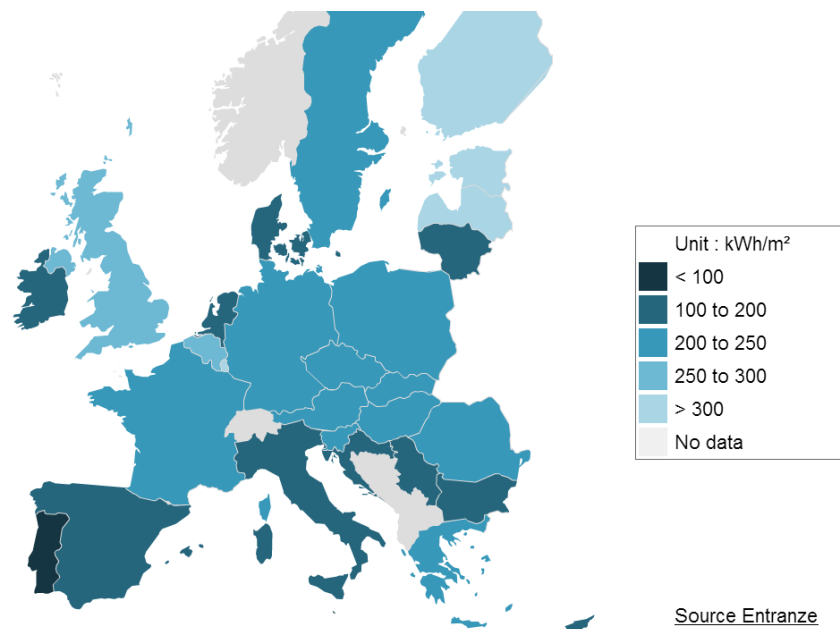 Unit : kWh/m²
< 100
100 to 200
200 to 250
250 to 300
> 300
No data
Source Entranze